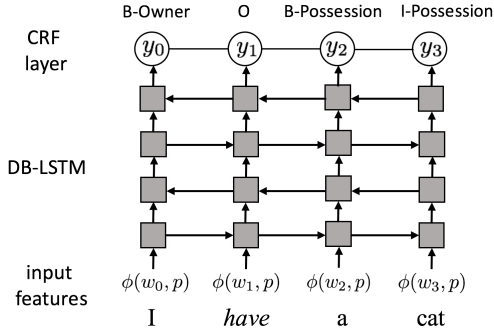 B-Owner O B-Possession I-Possession
CRF layer y₀ y₁ y₂ y₃
DB-LSTM
input features ϕ(w₀, p) ϕ(w₁, p) ϕ(w₂, p) ϕ(w₃, p)
I have a cat